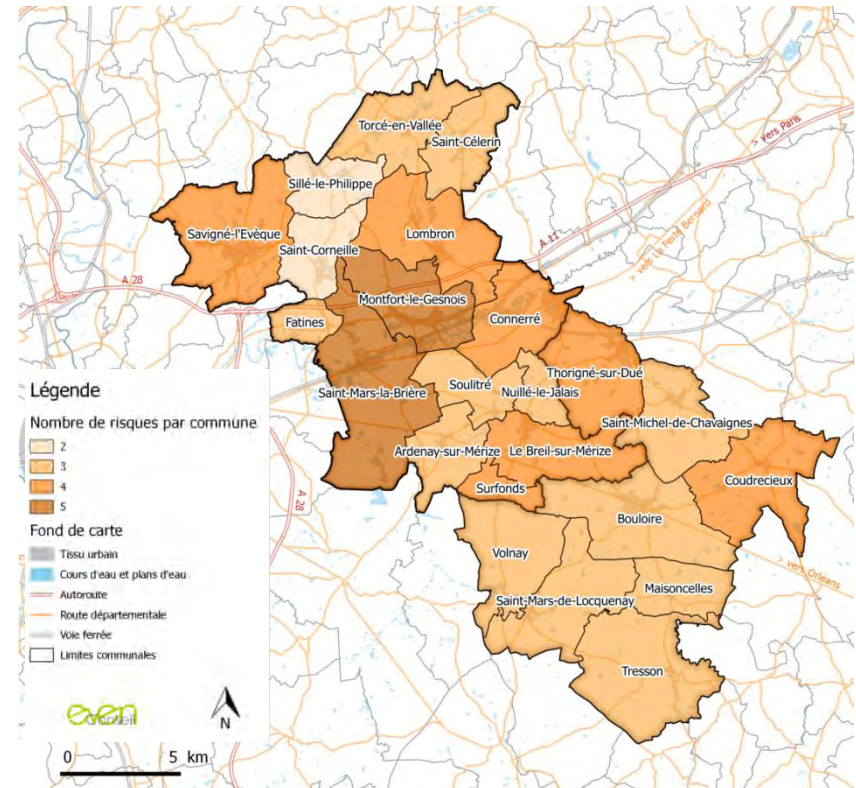 > vers Paris
Torcé-en-Vallée
Saint-Célerin
Sillé-le-Philippe
Savigné-l'Evèque
Lombron
> vers La Ferté Bernard
Saint-Corneille
A 11
A 28
Montfort-le-Gesnois
Connerré
Fatines
Thorigné-sur-Dué
Soulitré
Saint-Mars-la-Brière
Nuillé-le-Jalais
Saint-Michel-de-Chavaignes
Ardenay-sur-Mérize
Le Breil-sur-Mérize
Coudrecieux
Surfonds
A 28
Bouloire
Volnay
> vers Orléans
Maisoncelles
Saint-Mars-de-Locquenay
Tresson
Légende
Nombre de risques par commune
2
3
4
5
Fond de carte
Tissu urbain
Cours d'eau et plans d'eau
Autoroute
Route départementale
Voie ferrée
Limites communales
even
Conseil
N
0 5 km